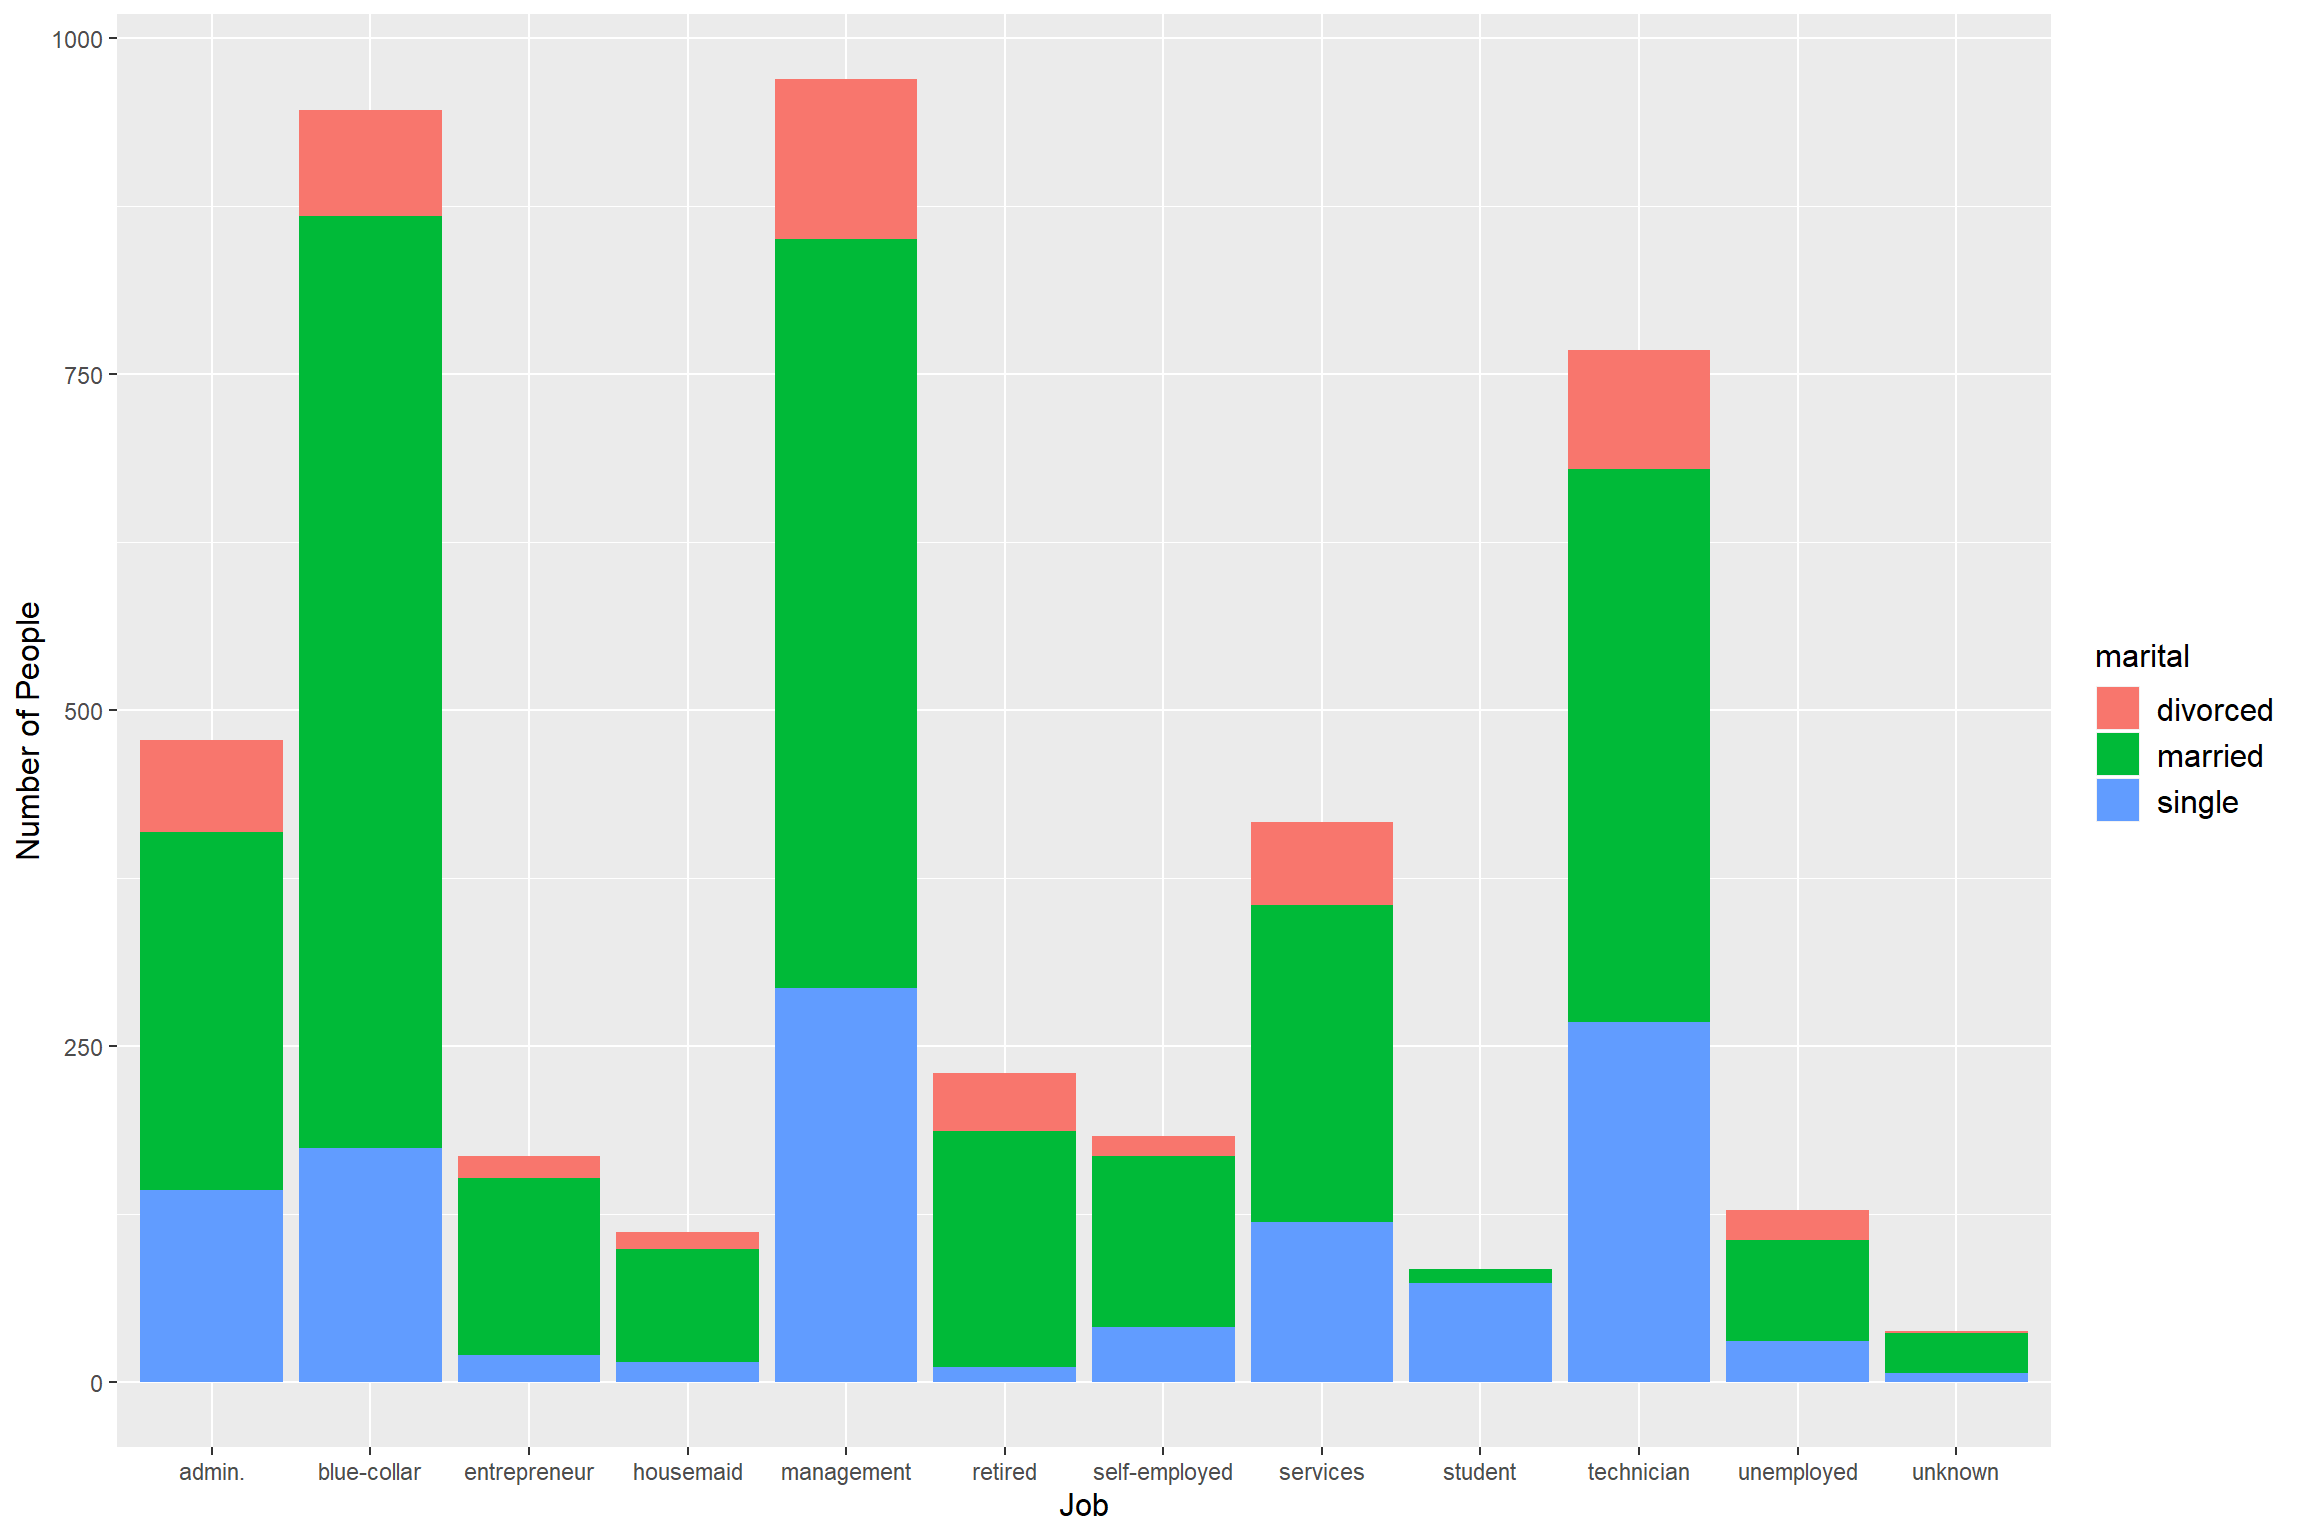 1000
750
500
250
0
Number of People
admin.
blue-collar
entrepreneur
housemaid
management
retired
self-employed
services
student
technician
unemployed
unknown
Job
marital
divorced
married
single